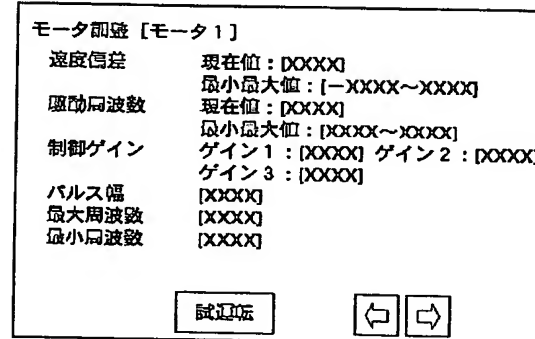 モータ調整 [モータ1]
速度偏差 現在値:[XXXX]
最小最大値:[-XXXX~XXXX]
駆動周波数 現在値:[XXXX]
最小最大値:[XXXX~XXXX]
制御ゲイン ゲイン1:[XXXX] ゲイン2:[XXXX]
ゲイン3:[XXXX]
パルス幅 [XXXX]
最大周波数 [XXXX]
最小周波数 [XXXX]
試運転